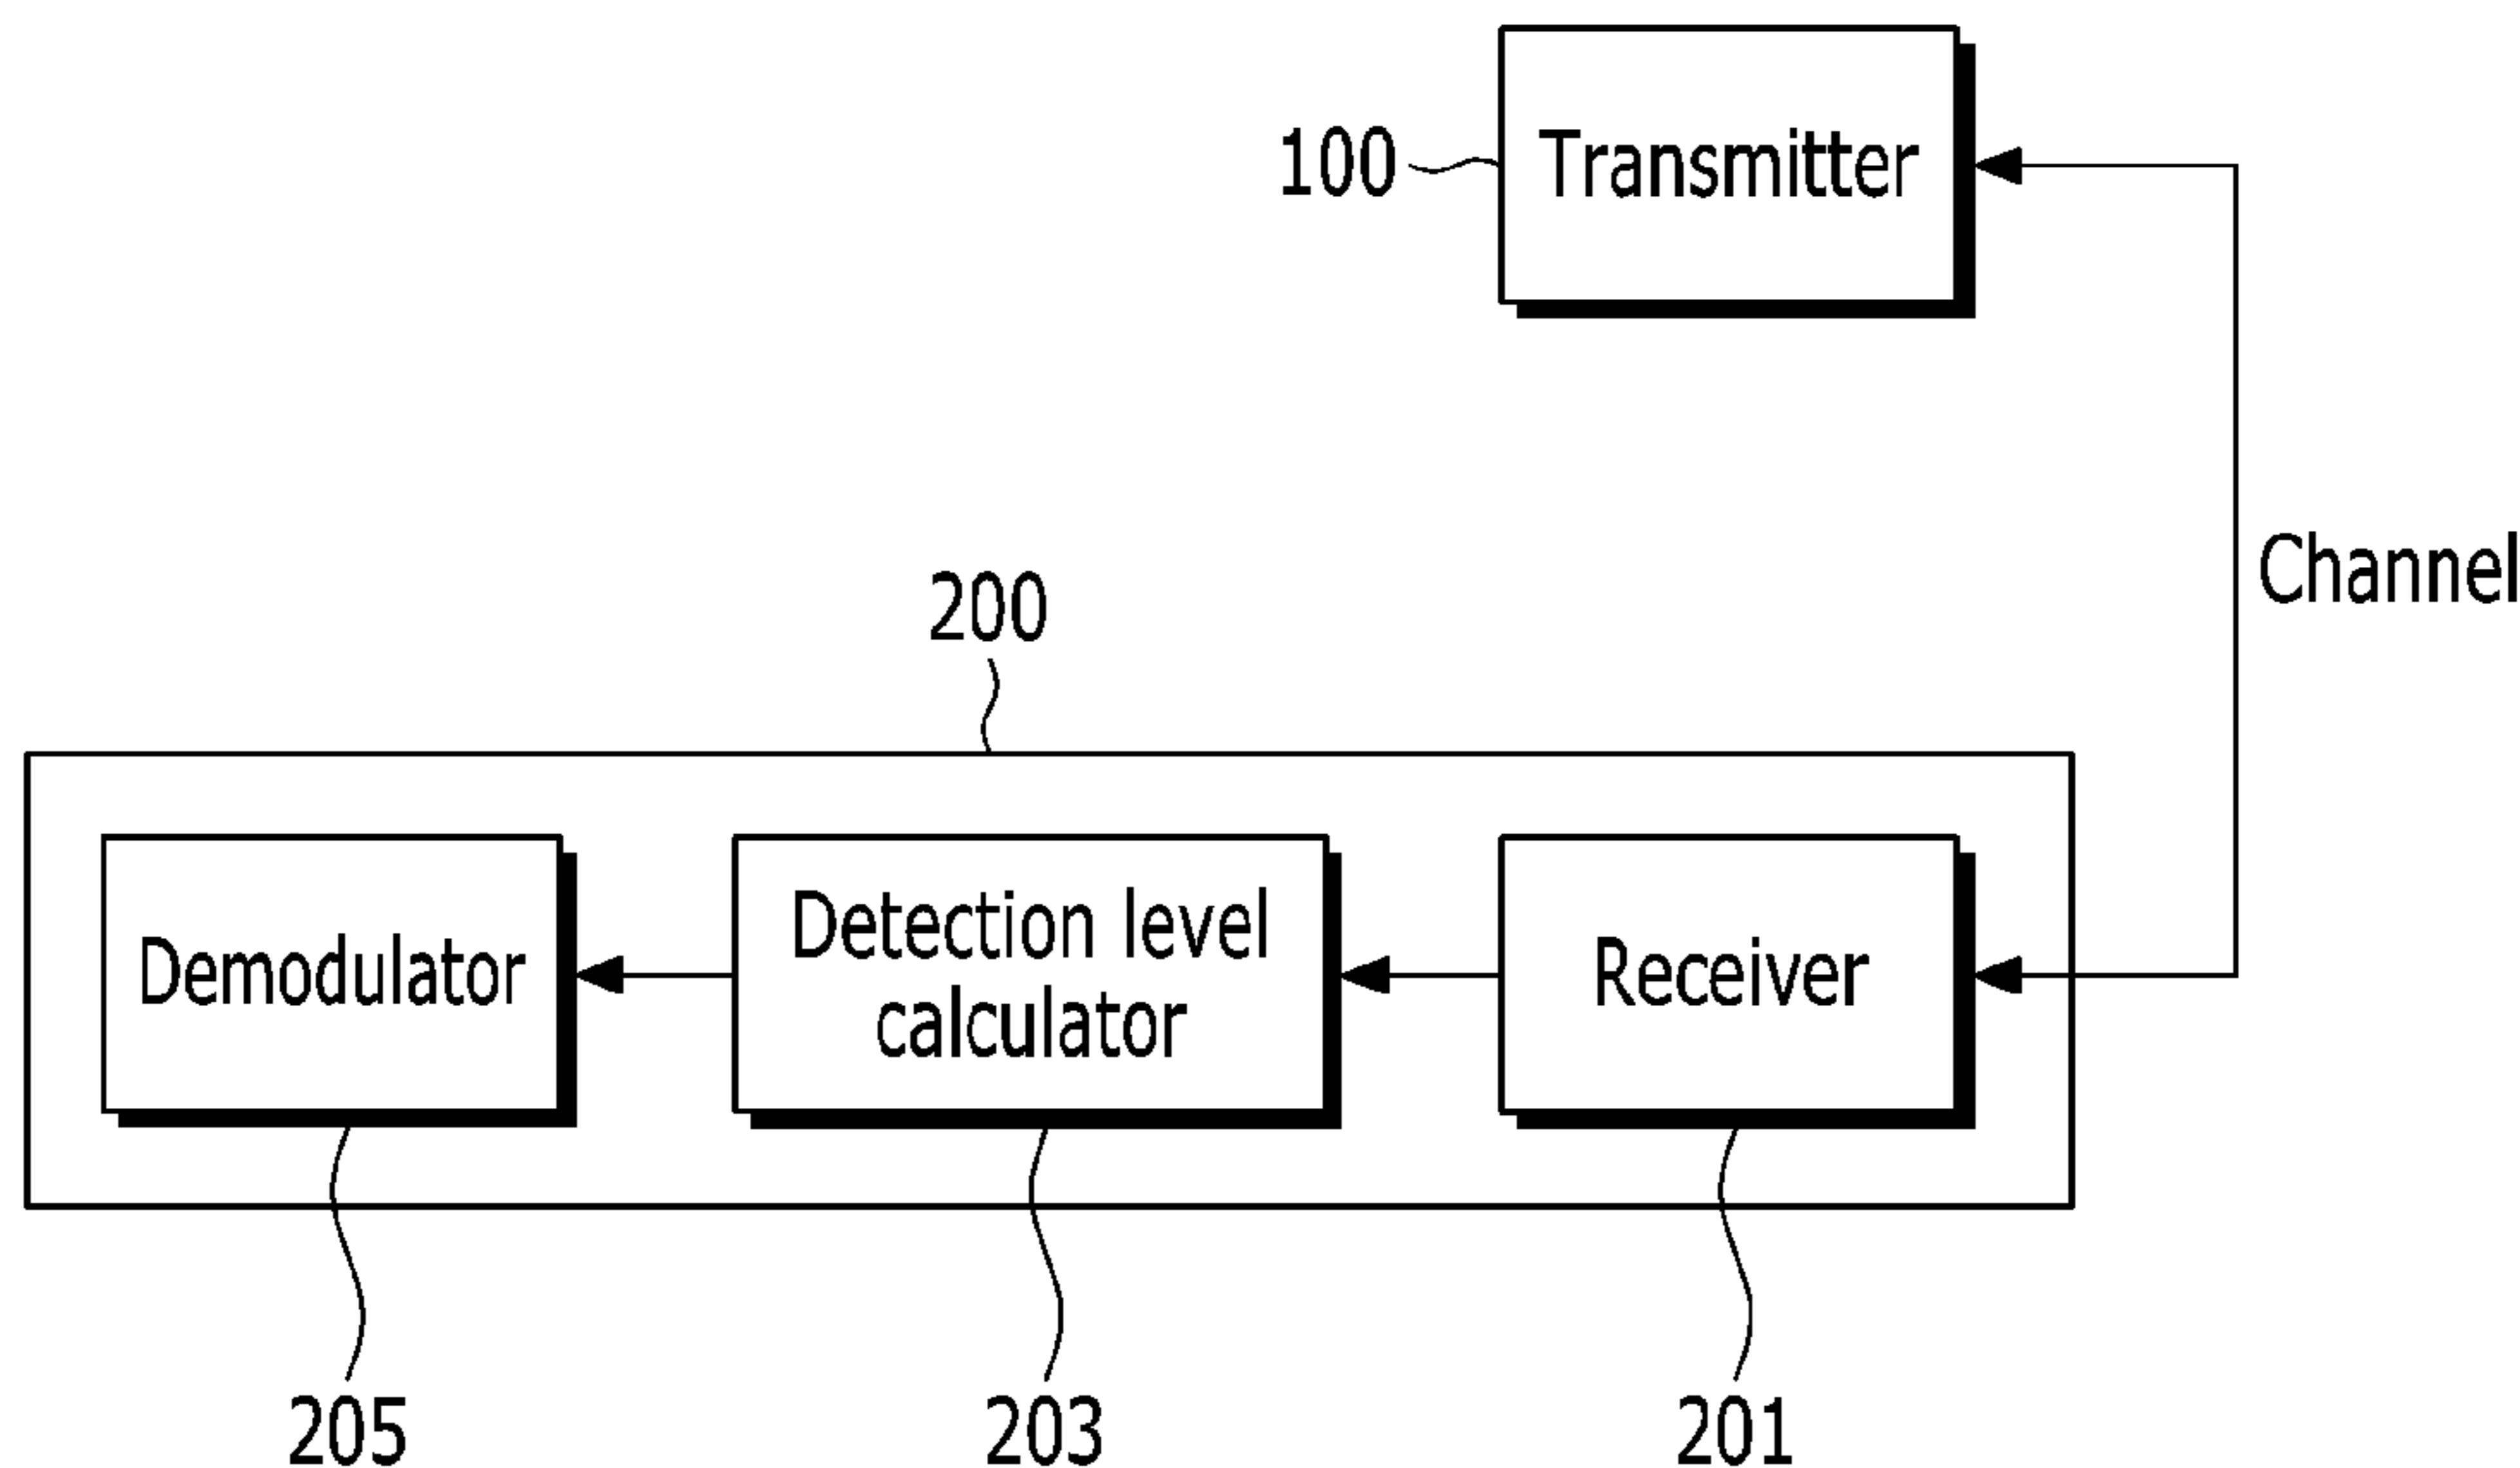 100
Transmitter
Channel
200
Demodulator
Detection level
calculator
Receiver
205
203
201